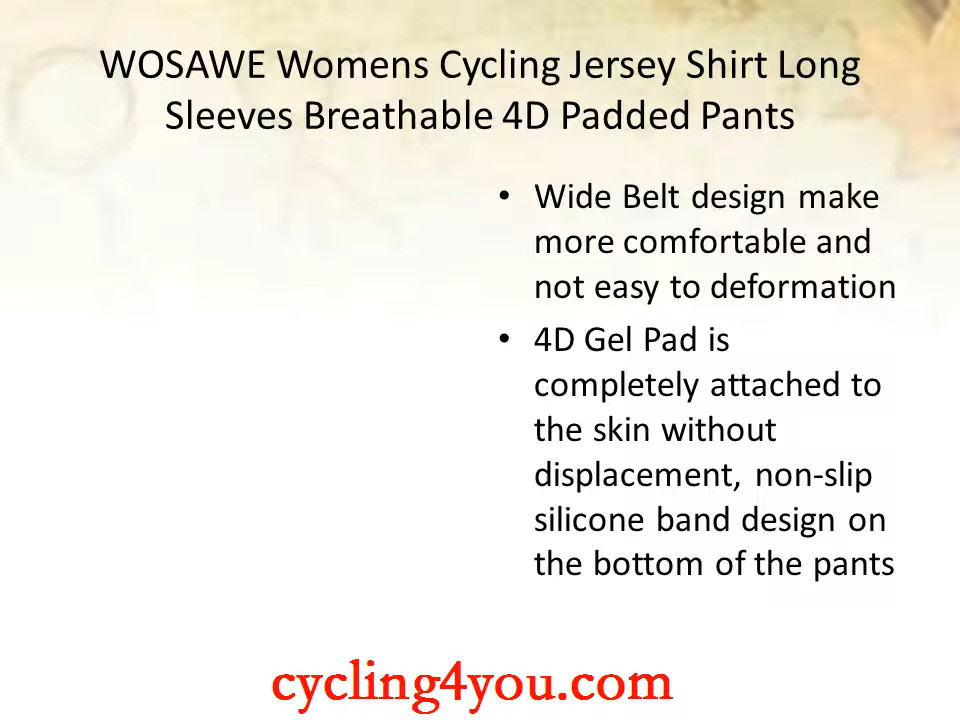 WOSAWE Womens Cycling Jersey Shirt Long
Sleeves Breathable 4D Padded Pants
• Wide Belt design make
more comfortable and
not easy to deformation
• 4D Gel Pad is
completely attached to
the skin without
displacement, non-slip
silicone band design on
the bottom of the pants
cycling4you.com